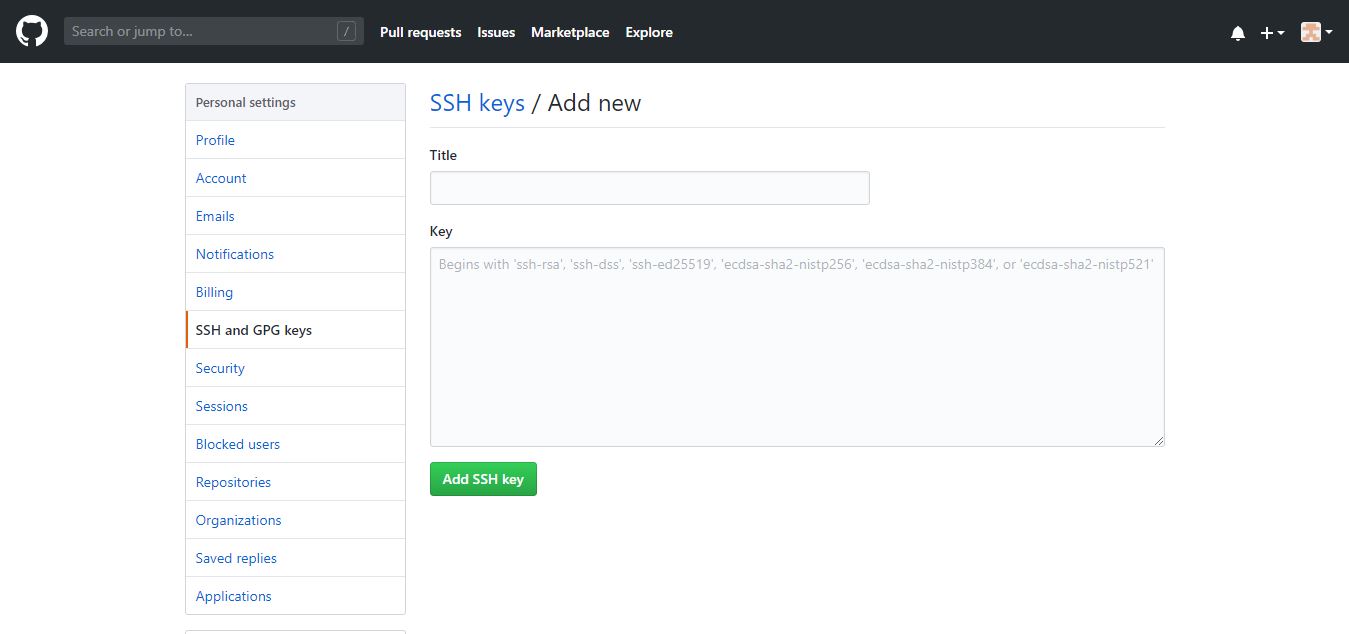 Search or jump to... /
Pull requests Issues Marketplace Explore
Personal settings
Profile
Account
Emails
Notifications
Billing
SSH and GPG keys
Security
Sessions
Blocked users
Repositories
Organizations
Saved replies
Applications
SSH keys / Add new
Title
Key
Begins with 'ssh-rsa', 'ssh-dss', 'ssh-ed25519', 'ecdsa-sha2-nistp256', 'ecdsa-sha2-nistp384', or 'ecdsa-sha2-nistp521'
Add SSH key